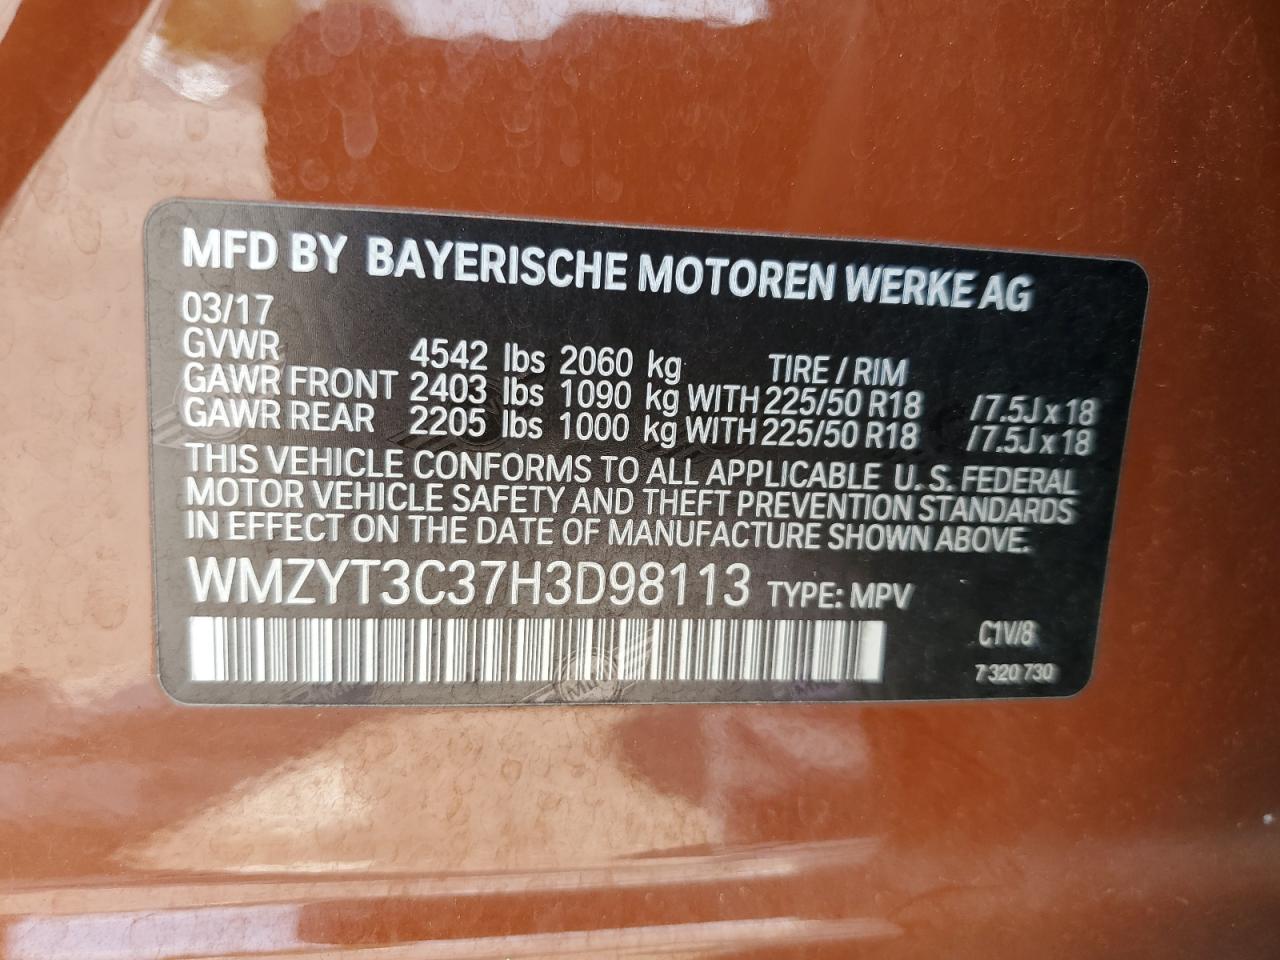 MFD BY BAYERISCHE MOTOREN WERKE AG
03/17
GVWR 4542 lbs 2060 kg TIRE / RIM
GAWR FRONT 2403 lbs 1090 kg WITH 225/50 R18 /7.5J x 18
GAWR REAR 2205 lbs 1000 kg WITH 225/50 R18 /7.5J x 18
THIS VEHICLE CONFORMS TO ALL APPLICABLE U.S. FEDERAL
MOTOR VEHICLE SAFETY AND THEFT PREVENTION STANDARDS
IN EFFECT ON THE DATE OF MANUFACTURE SHOWN ABOVE.
WMZYT3C37H3D98113 TYPE: MPV
C1V/8
7 320 730
MINI